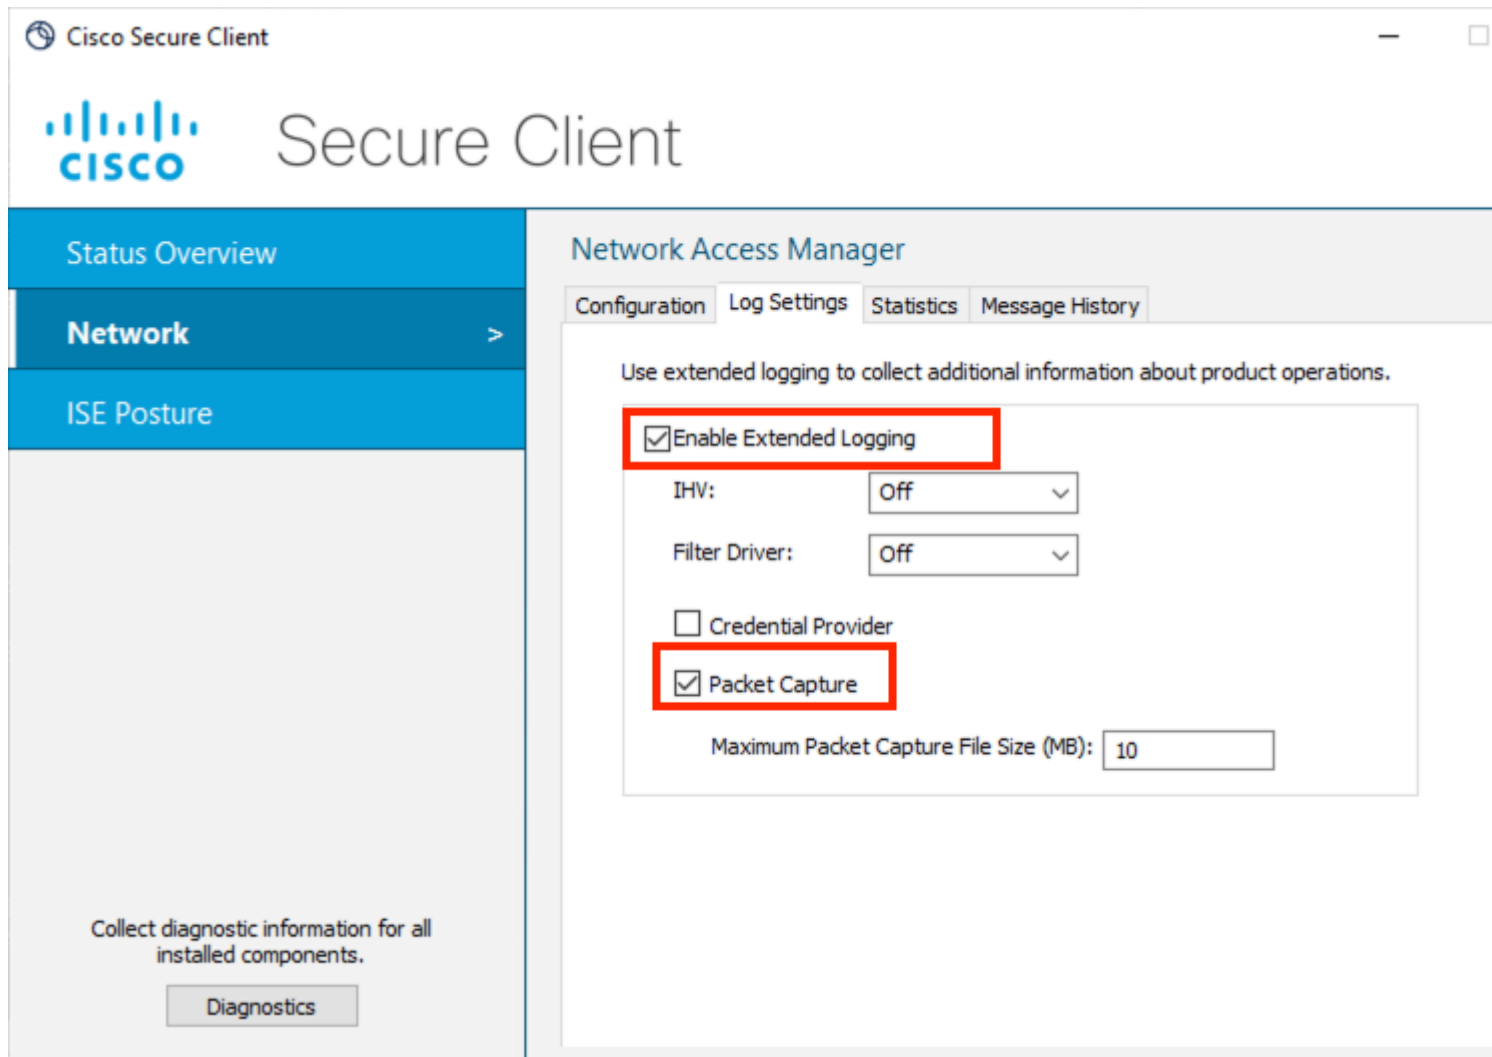 Cisco Secure Client
CISCO
Secure Client
Status Overview
Network >
ISE Posture
Collect diagnostic information for all
installed components.
Diagnostics
Network Access Manager
Configuration Log Settings Statistics Message History
Use extended logging to collect additional information about product operations.
Enable Extended Logging
IHV: Off
Filter Driver: Off
Credential Provider
Packet Capture
Maximum Packet Capture File Size (MB): 10